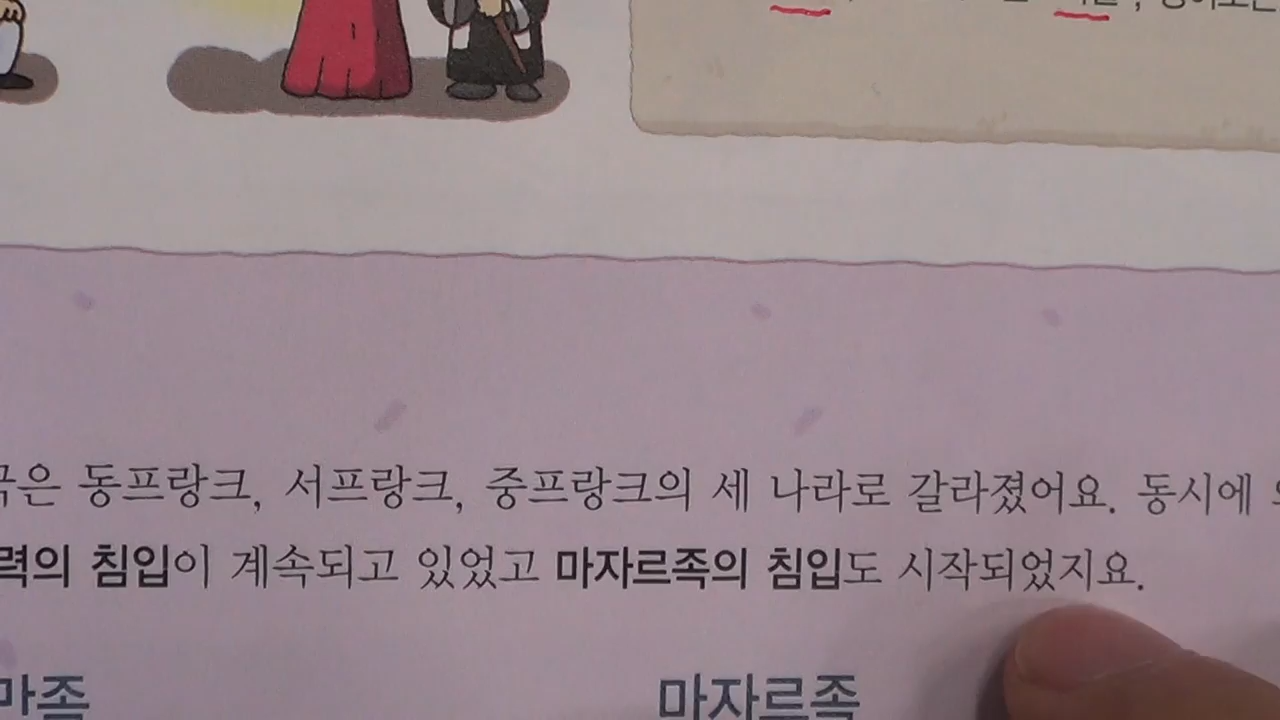 동프랑크, 서프랑크, 중프랑크의 세 나라로 갈라졌어요. 동시에
력의 침입이 계속되고 있었고 마자르족의 침입도 시작되었지요.
마족 마자르족